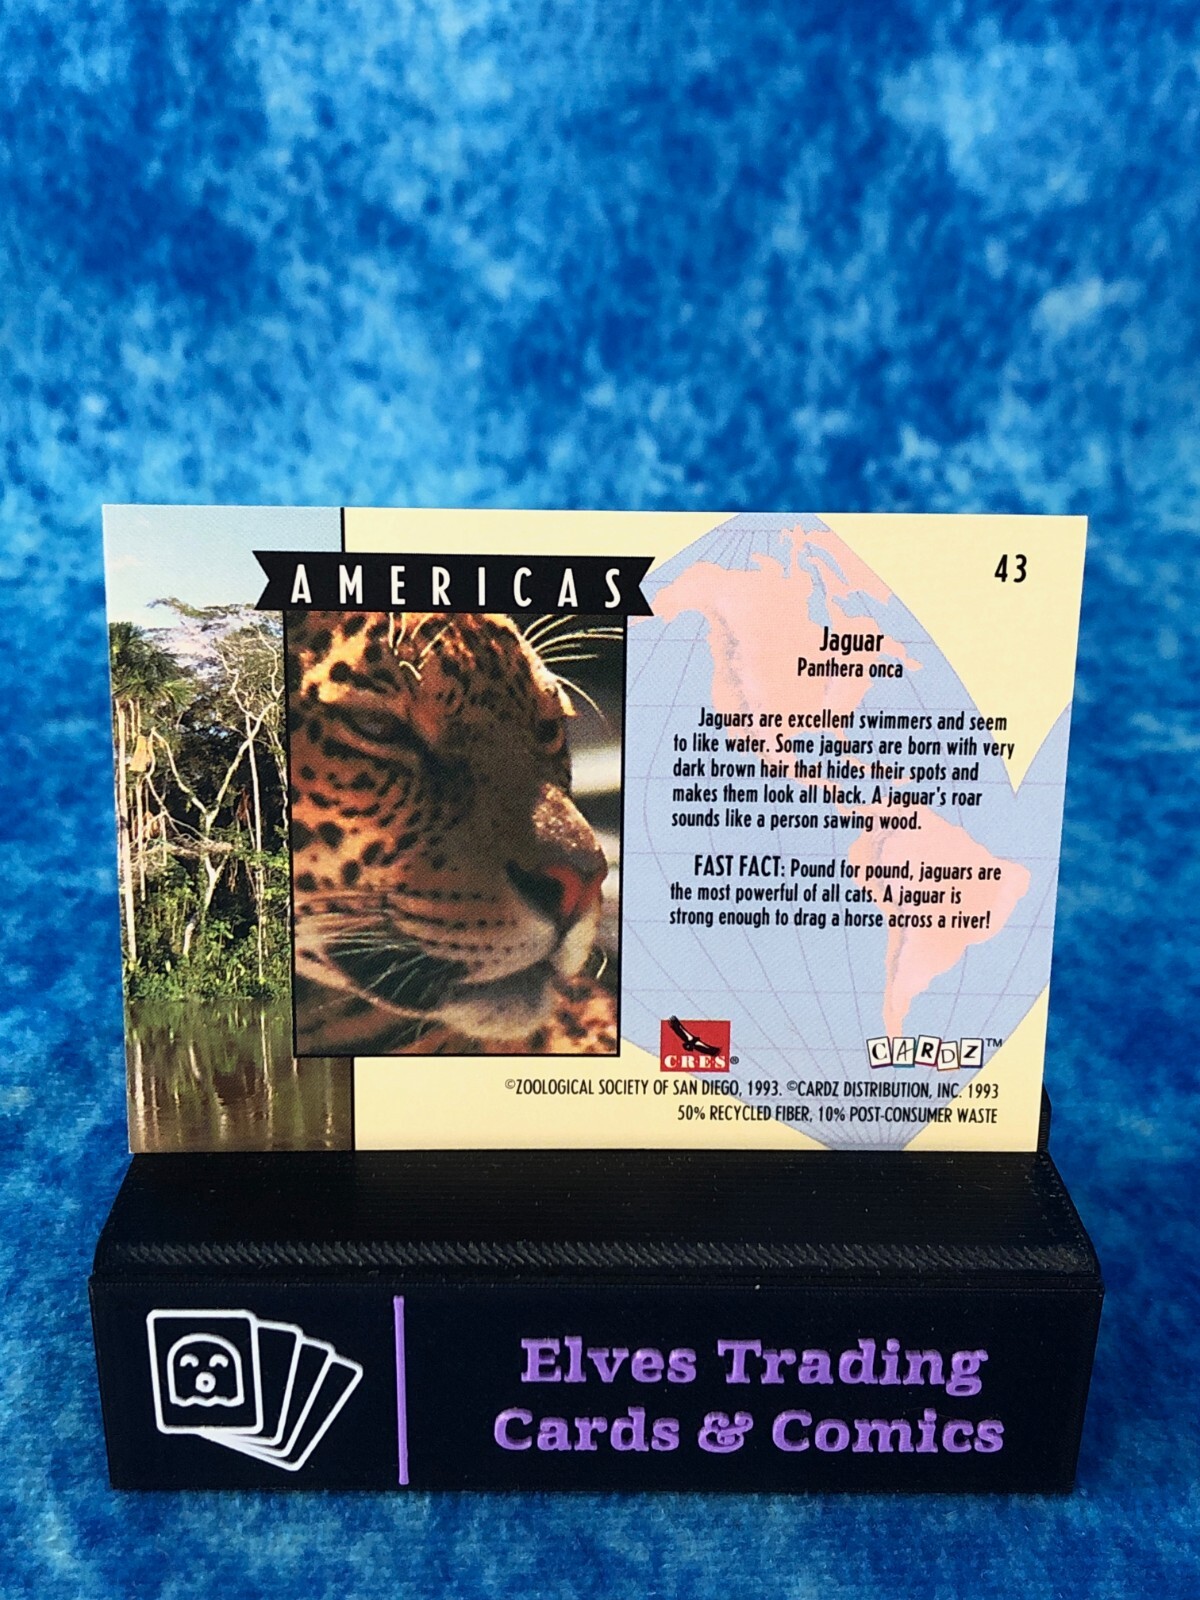 AMERICAS
43
Jaguar
Panthera onca
Jaguars are excellent swimmers and seem
to like water. Some jaguars are born with very
dark brown hair that hides their spots and
makes them look all black. A jaguar's roar
sounds like a person sawing wood.
FAST FACT: Pound for pound, jaguars are
the most powerful of all cats. A jaguar is
strong enough to drag a horse across a river!
C·R·E·S®
CARDZ™
©ZOOLOGICAL SOCIETY OF SAN DIEGO, 1993. ©CARDZ DISTRIBUTION, INC. 1993
50% RECYCLED FIBER, 10% POST-CONSUMER WASTE
Elves Trading
Cards & Comics